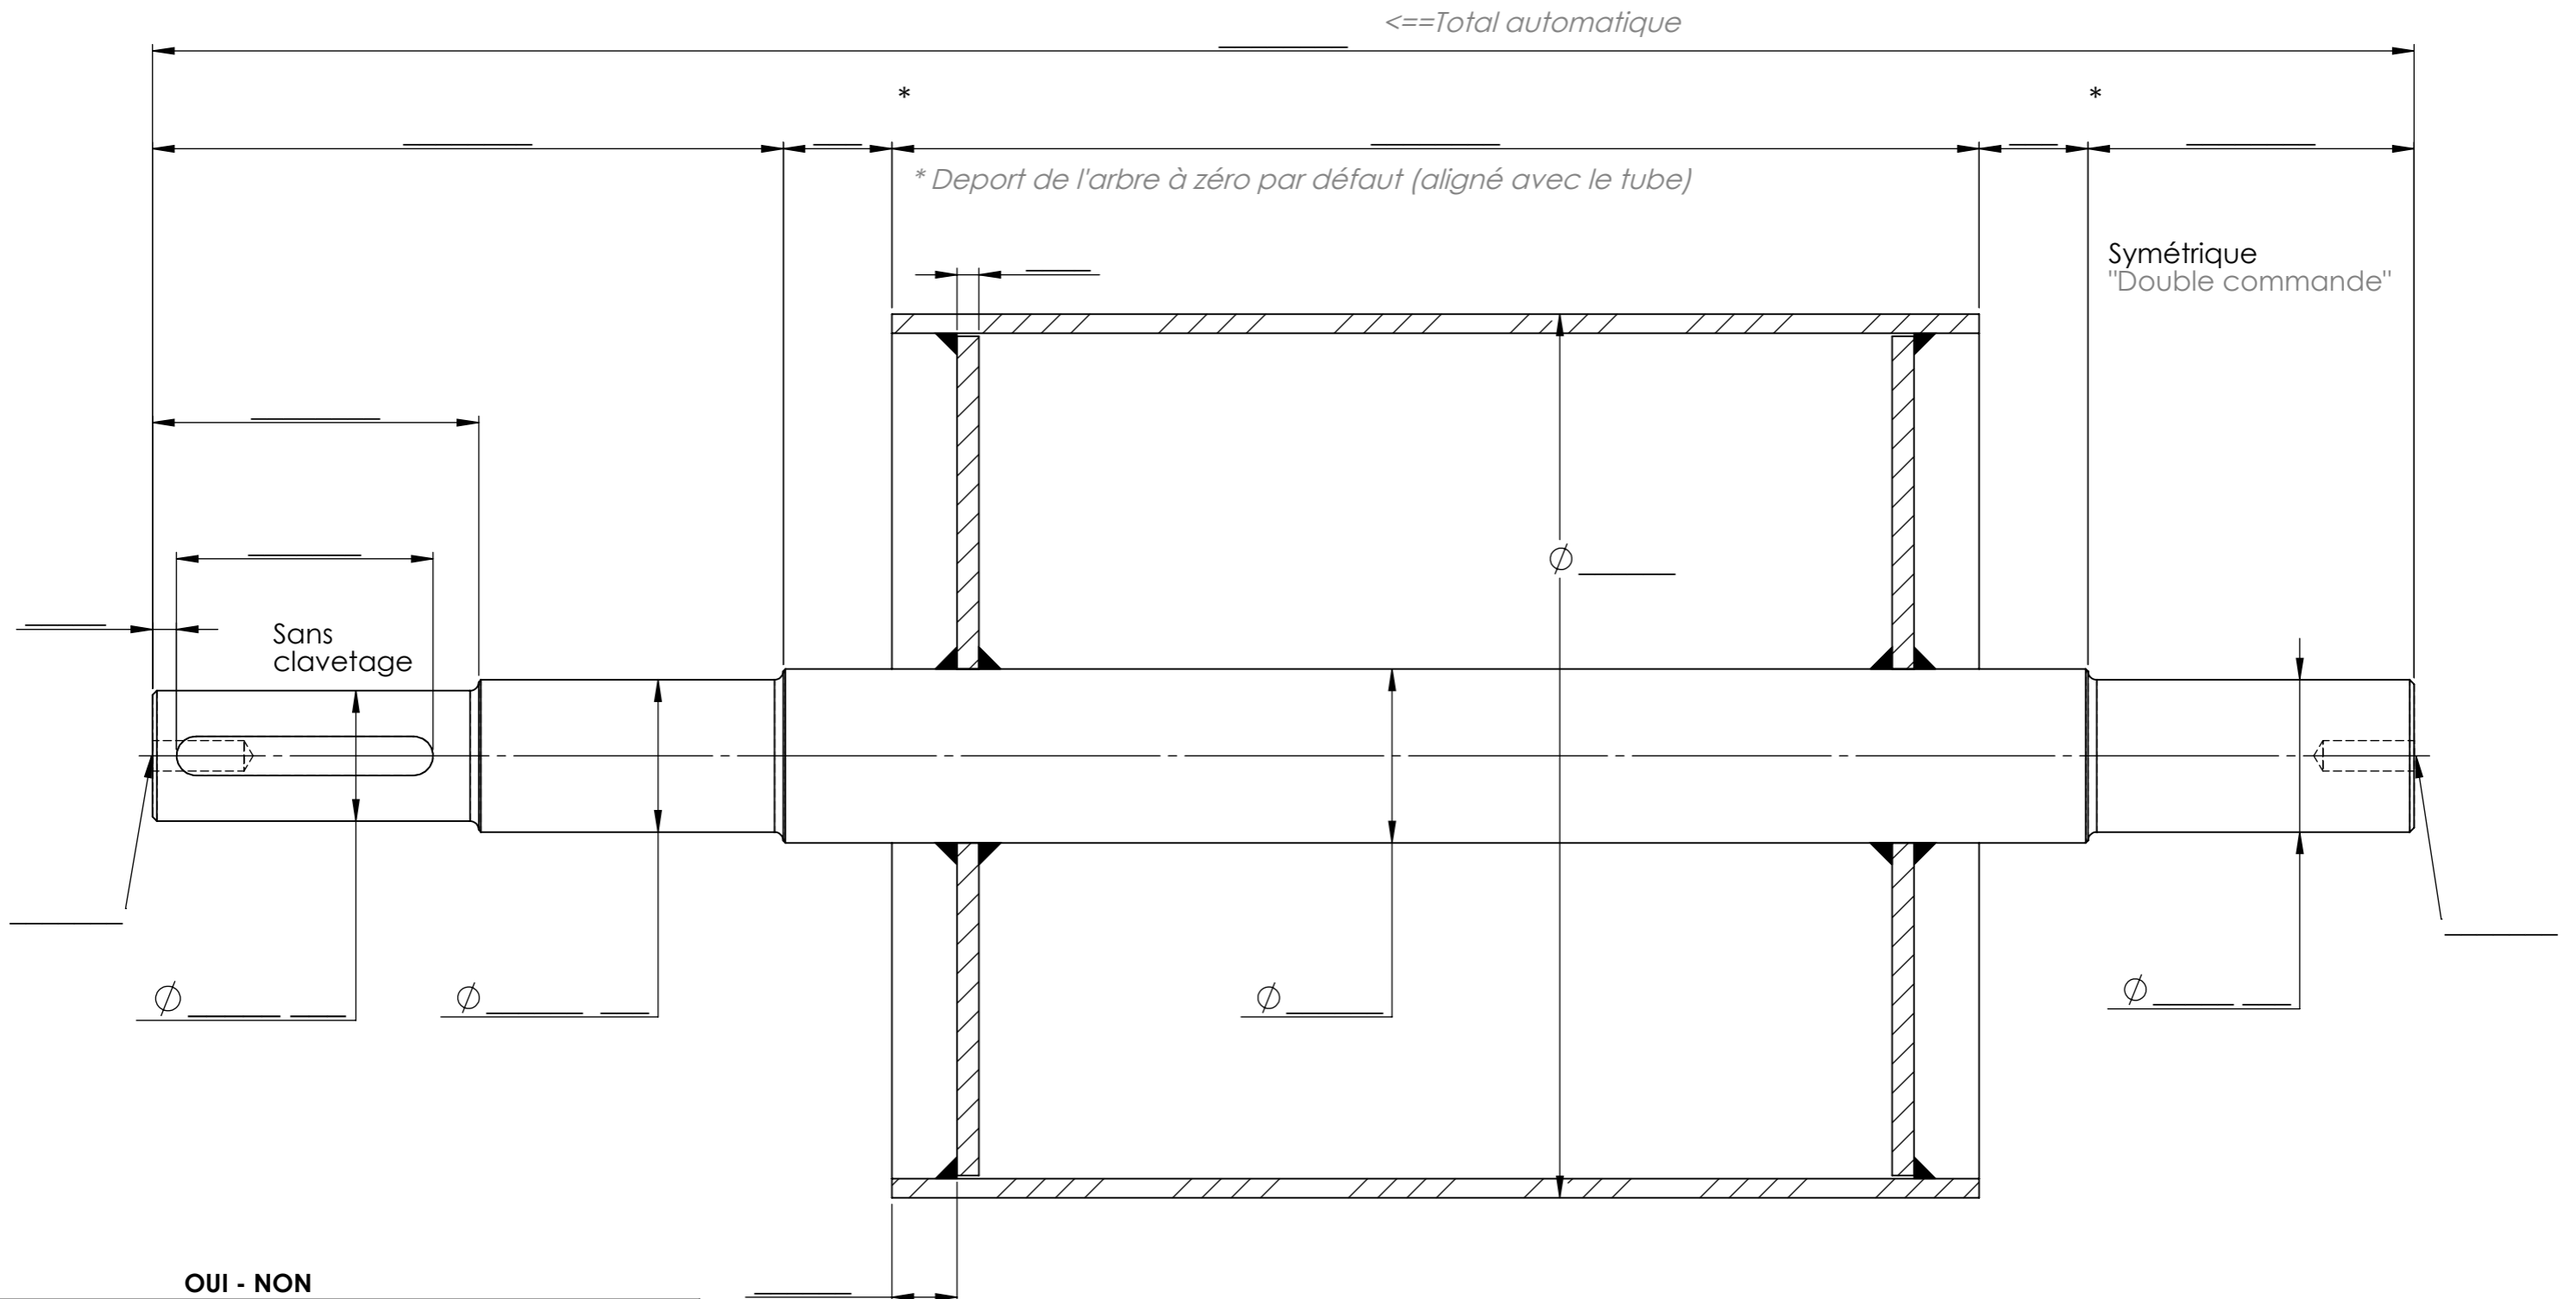 <==Total automatique
* *
* Deport de l'arbre à zéro par défaut (aligné avec le tube)
Symétrique
"Double commande"
Ø
Sans
clavetage
Ø
Ø
Ø
Ø
OUI - NON